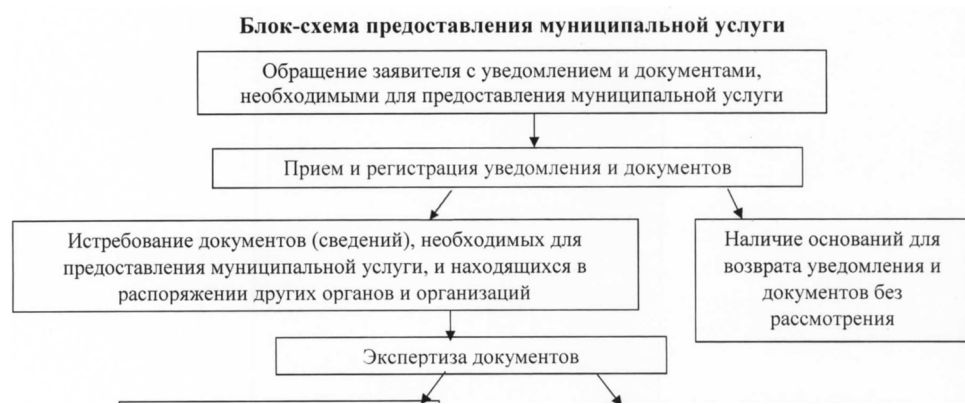 Блок-схема предоставления муниципальной услуги
Обращение заявителя с уведомлением и документами,
необходимыми для предоставления муниципальной услуги
Прием и регистрация уведомления и документов
Истребование документов (сведений), необходимых для
предоставления муниципальной услуги, и находящихся в
распоряжении других органов и организаций
Наличие оснований для
возврата уведомления и
документов без
рассмотрения
Экспертиза документов